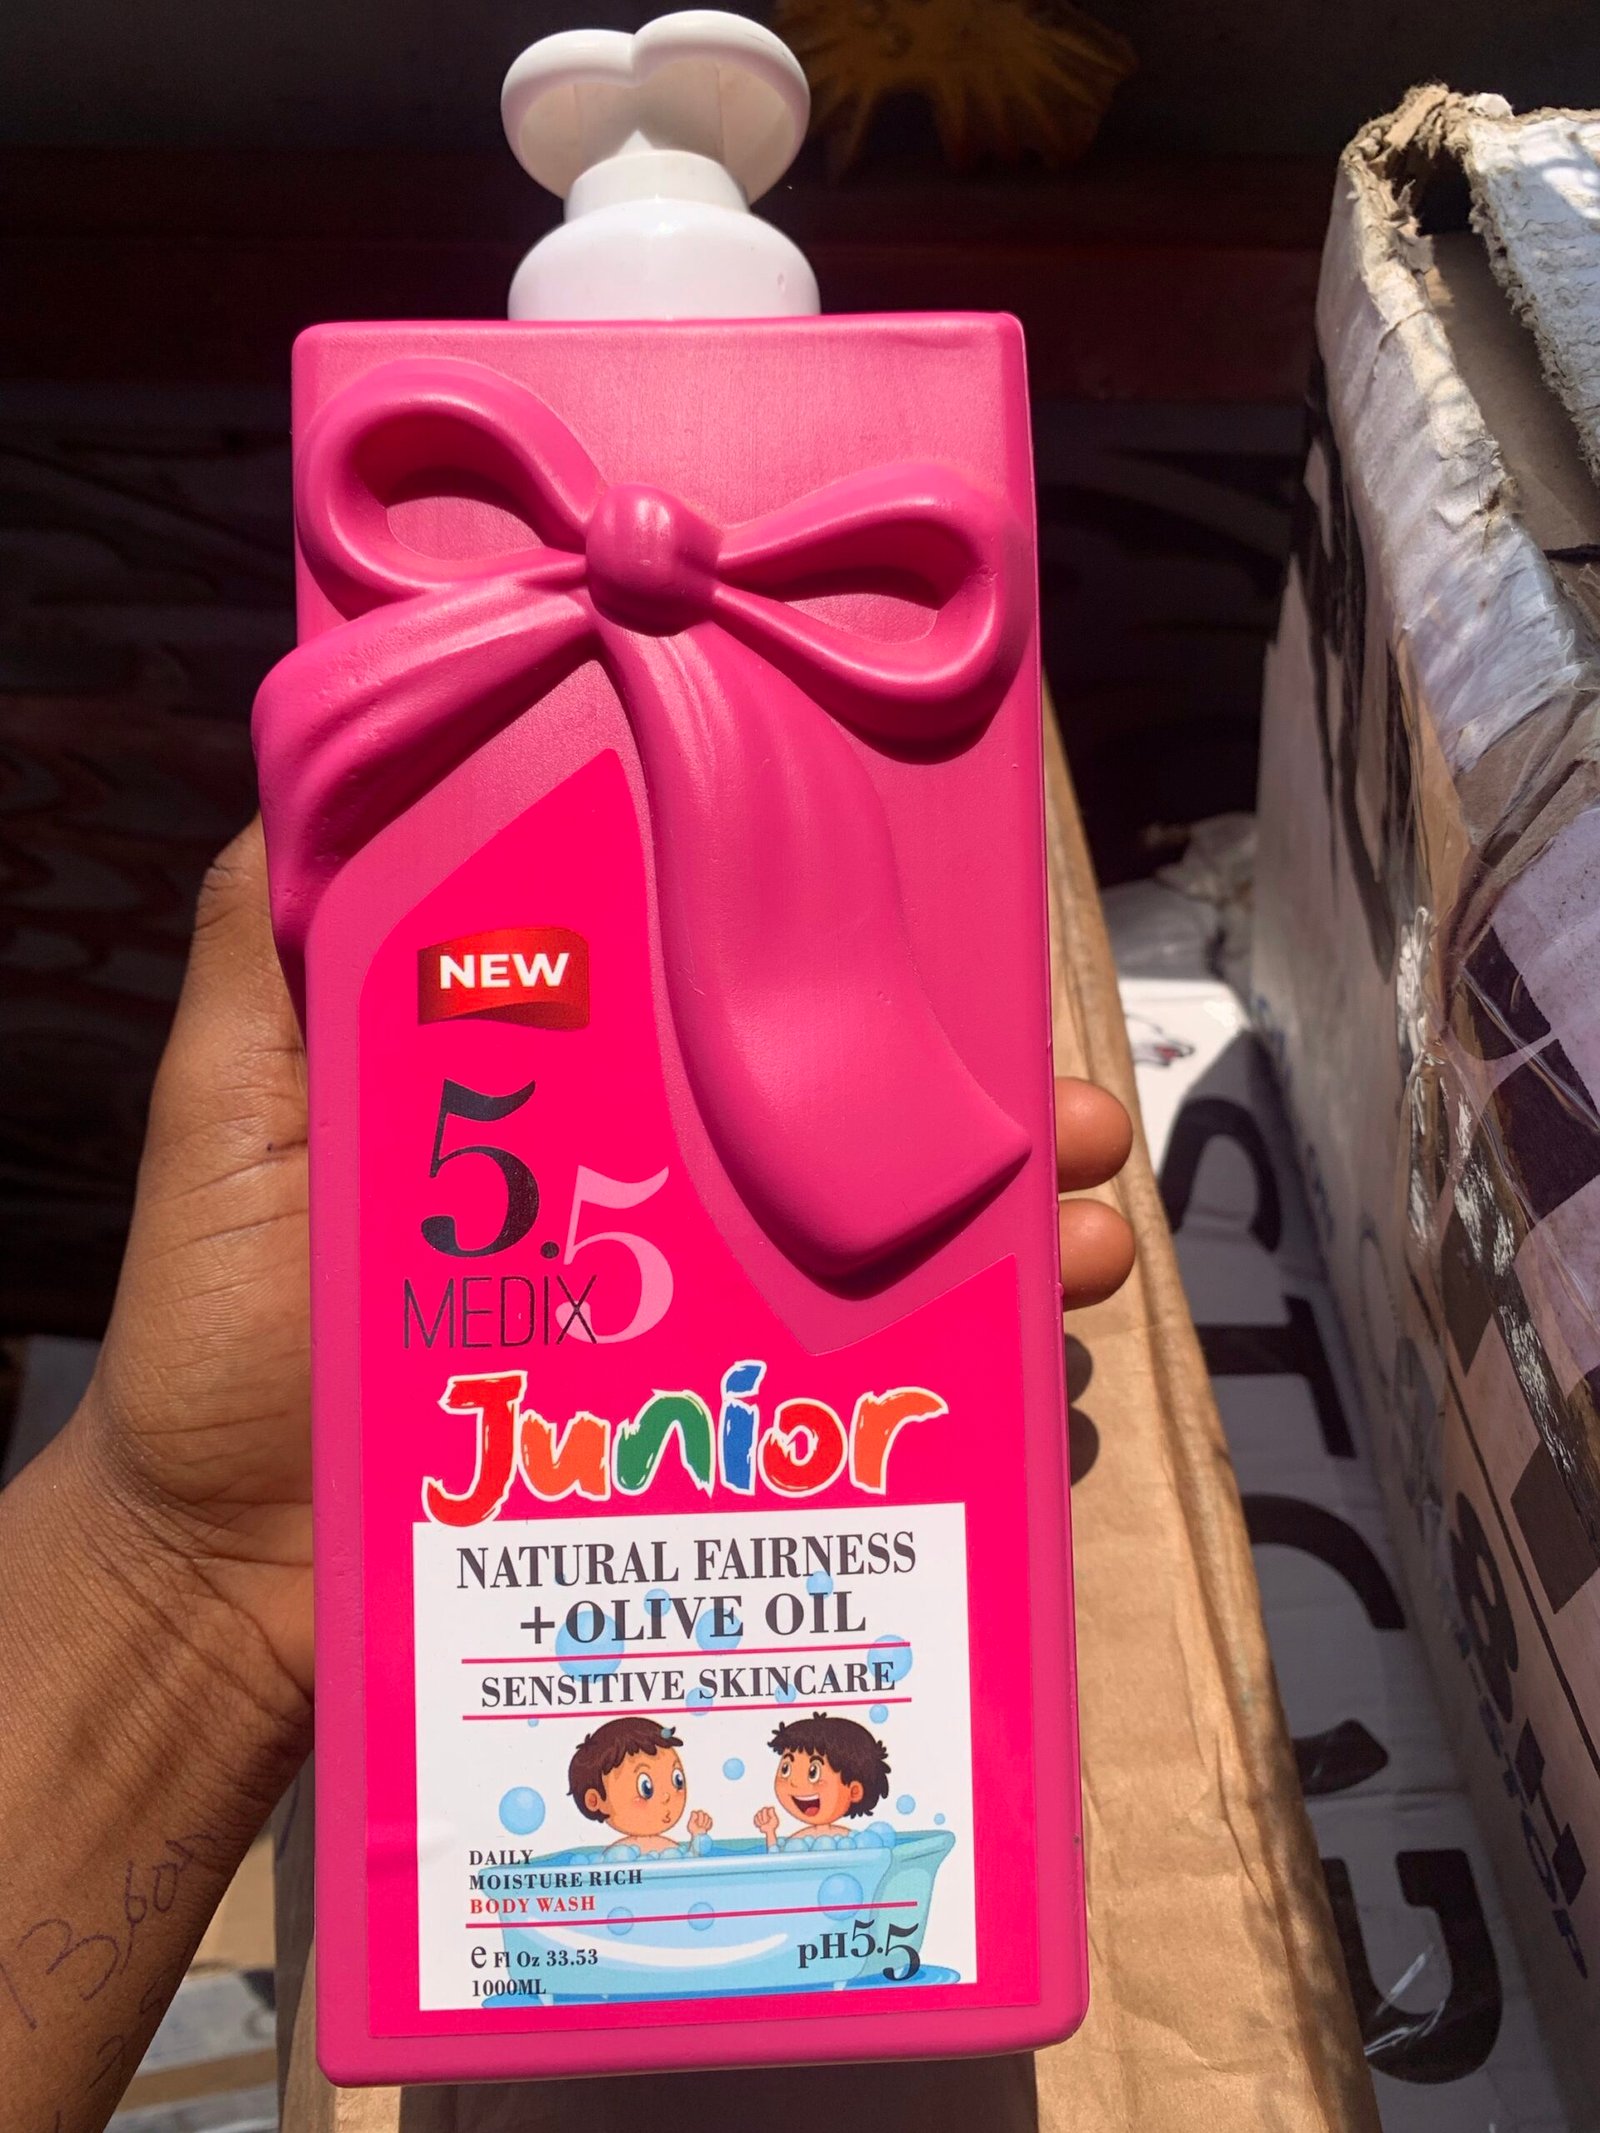 NEW
5.5
MEDIX
Junior
NATURAL FAIRNESS
+OLIVE OIL
SENSITIVE SKINCARE
DAILY
MOISTURE RICH
BODY WASH
e Fl Oz 33.53
1000ML
pH5.5